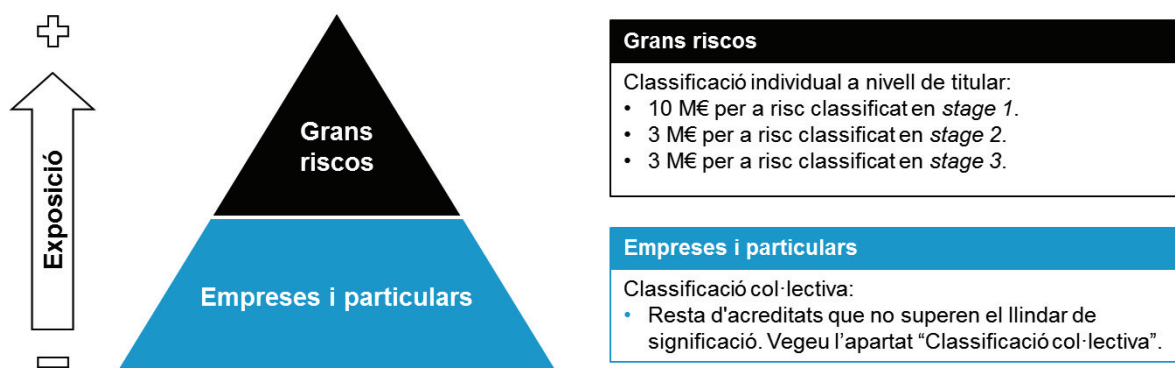 Exposició
Grans
riscos
Empreses i particulars
Grans riscos
Classificació individual a nivell de titular:
• 10 M€ per a risc classificat en stage 1.
• 3 M€ per a risc classificat en stage 2.
• 3 M€ per a risc classificat en stage 3.
Empreses i particulars
Classificació col·lectiva:
• Resta d'acreditats que no superen el llindar de
significació. Vegeu l’apartat “Classificació col·lectiva”.